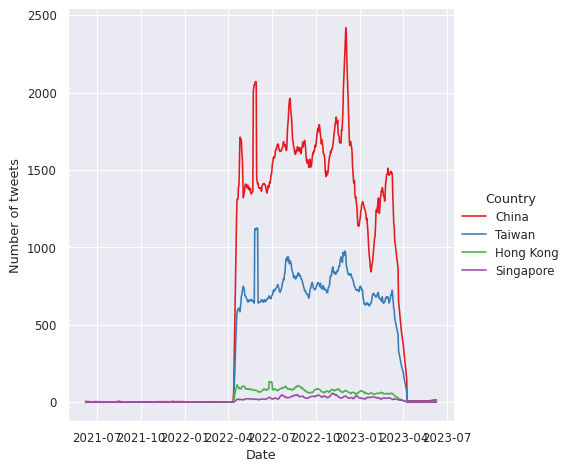 2500
2000
1500
1000
500
0
Number of tweets
2021-07 2021-10 2022-01 2022-04 2022-07 2022-10 2023-01 2023-04 2023-07
Date
Country
China
Taiwan
Hong Kong
Singapore